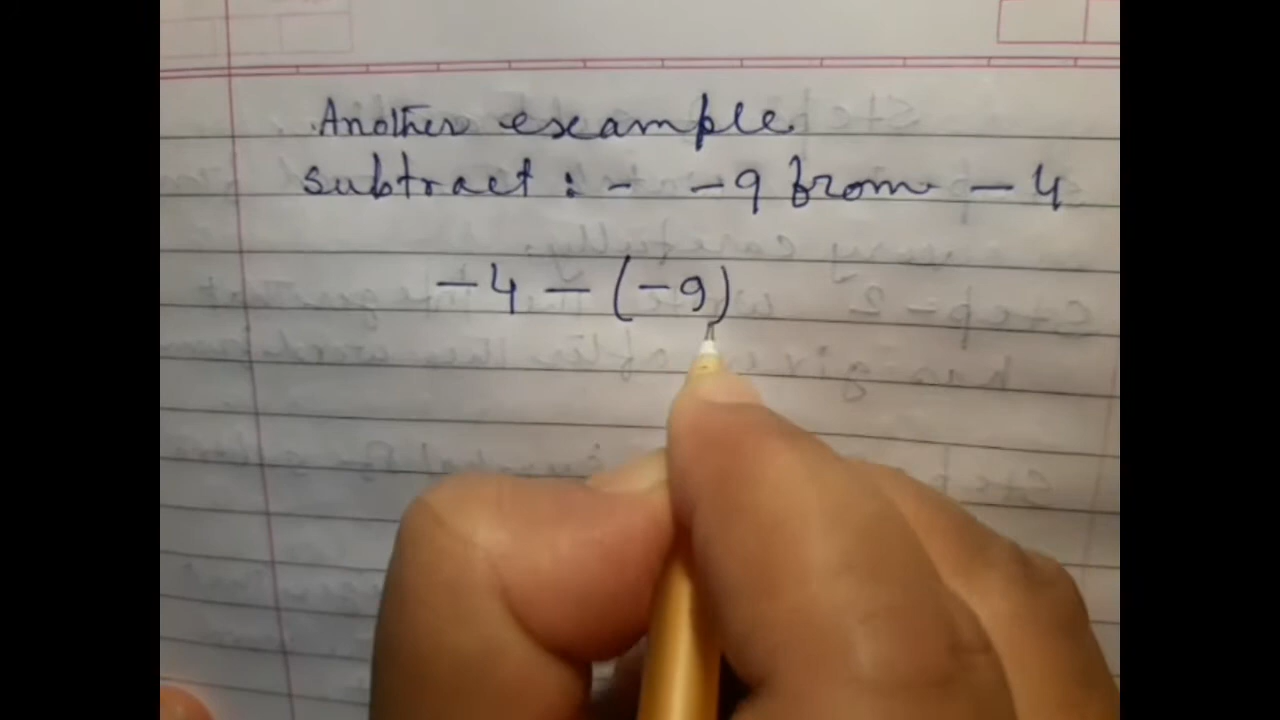 Another example
subtract : - -9 from - 4
-4 - (-9)